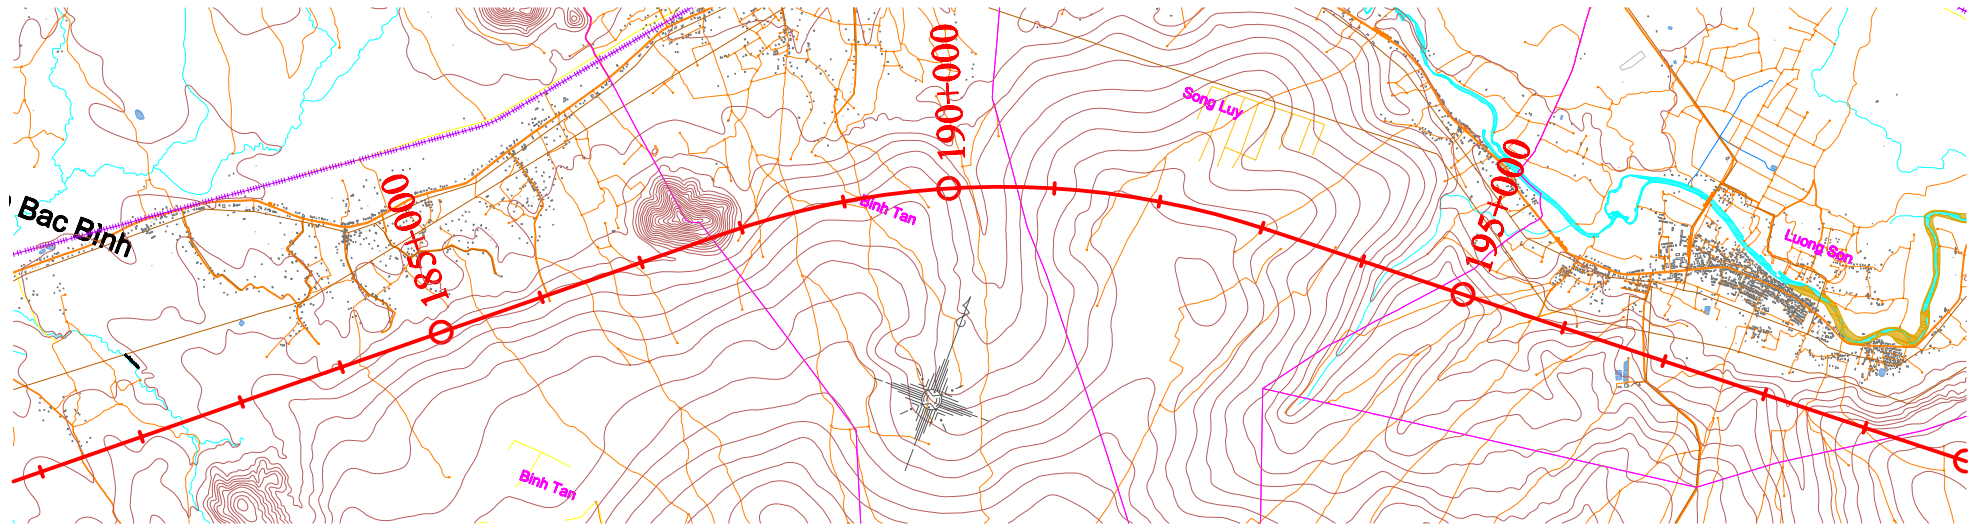 Bac Binh
185+000
190+000
Binh Tan
Song Luy
195+000
Luong Son
Binh Tan